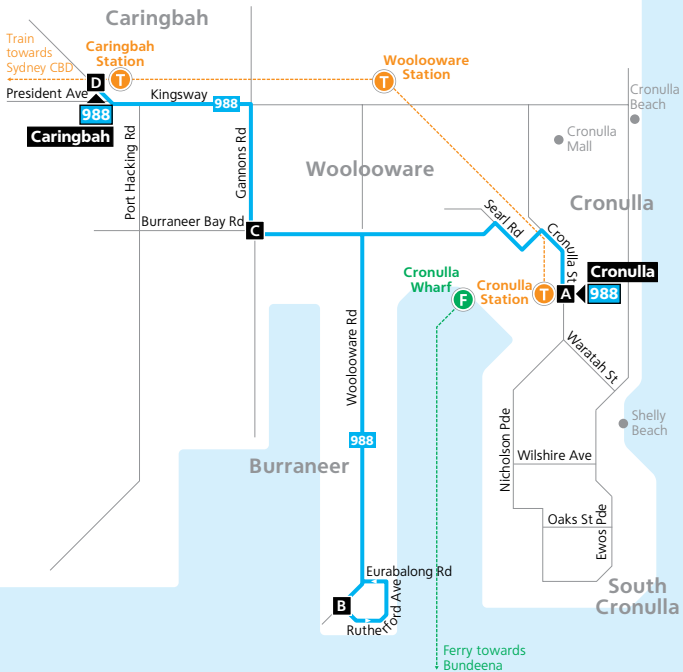 Caringbah
Train
towards
Sydney CBD
Caringbah
Station
Woolooware
Station
D
T
T
President Ave
Kingsway
988
Cronulla
Beach
988
Caringbah
Port Hacking Rd
Gannons Rd
Cronulla
Mall
Woolooware
Cronulla
Searl Rd
Burraneer Bay Rd
C
Cronulla St
Cronulla
Wharf
F
Cronulla
Station
T
A
Cronulla
988
Woolooware Rd
Waratah St
Shelly
Beach
988
Nicholson Pde
Burraneer
Wilshire Ave
Oaks St
Ewos Pde
Eurabalong Rd
B
Rutherford Ave
South
Cronulla
Ferry towards
Bundeena